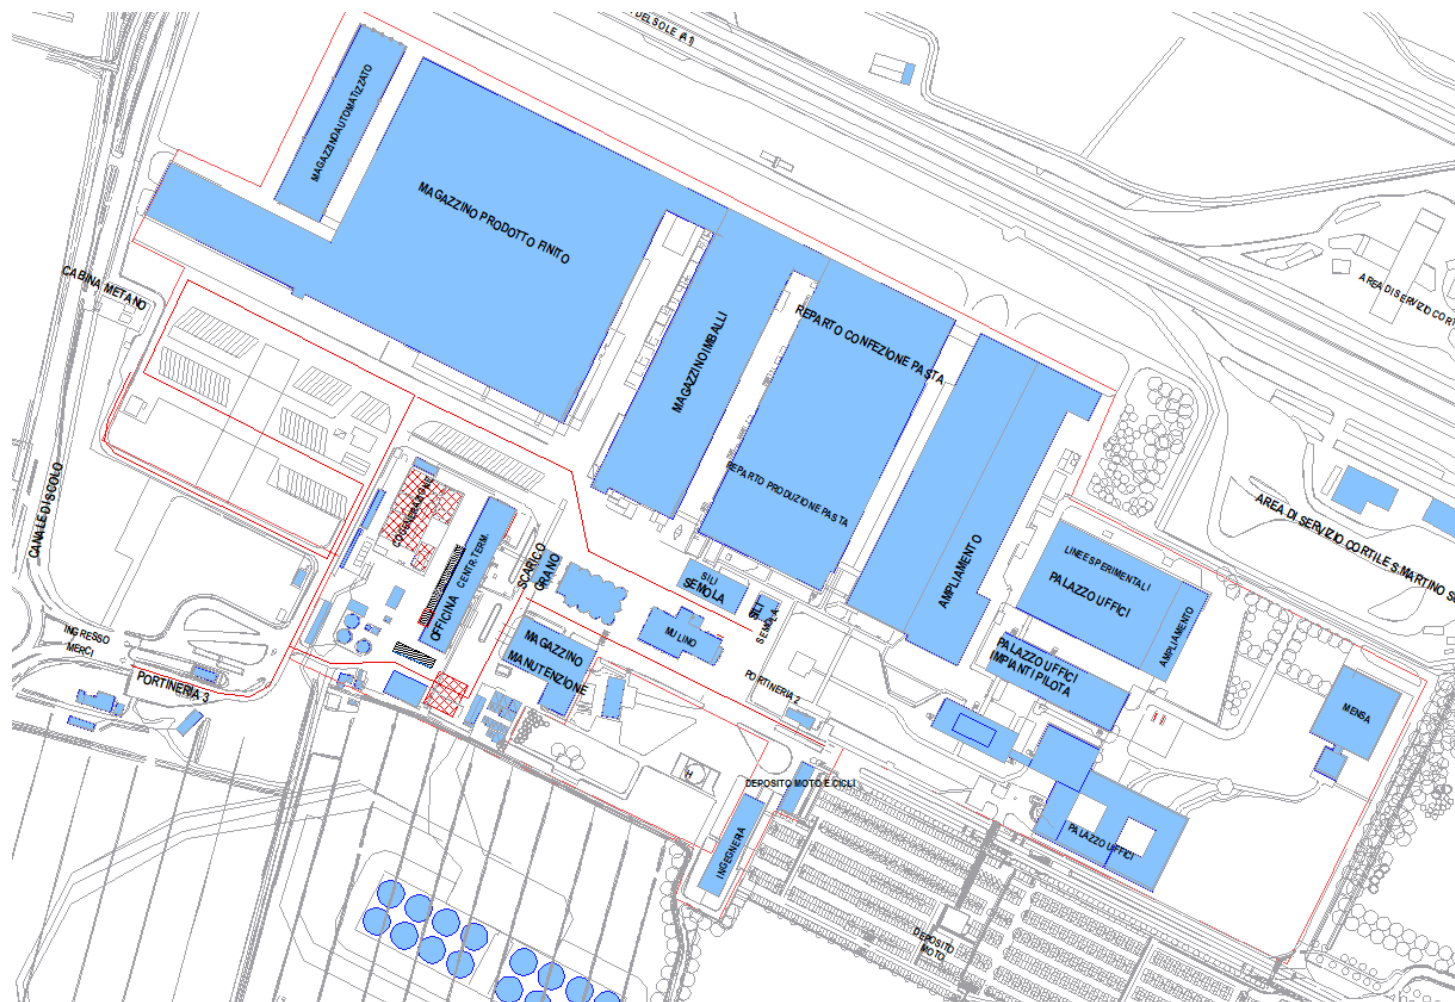 DEL SOLE (A1)
MAGAZZINO AUTOMATIZZATO
MAGAZZINO PRODOTTO FINITO
CABINA METANO
AREA DI SERVIZIO CORTI
REPARTO CONFEZIONE PASTA
MAGAZZINO IMBALLI
REPARTO PRODUZIONE PASTA
CANALE DI SCOLO
COGENERAZIONE
AREA DI SERVIZIO CORTILE S. MARTINO SU
CENTR. TERM.
OFFICINA
SCARICO
GRANO
SILI
SEMOLA
SILI
SEMOLA
AMPLIAMENTO
LINEE SPERIMENTALI
PALAZZO UFFICI
AMPLIAMENTO
INGRESSO
MERCI
PORTINERIA 3
MAGAZZINO
MANUTENZIONE
MULINO
PORTINERIA 2
PALAZZO UFFICI
IMPIANTI PILOTA
MENSA
H
DEPOSITO MOTO E CICLI
INGEGNERIA
PALAZZO UFFICI
DEPOSITO
MOTO